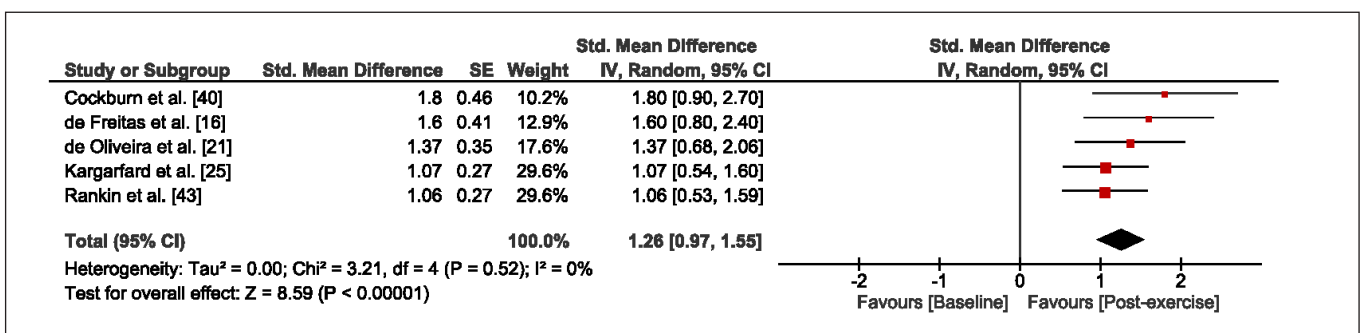 Std. Mean Difference Std. Mean Difference
Study or Subgroup Std. Mean Difference SE Weight IV, Random, 95% CI IV, Random, 95% CI
Cockburn et al. [40] 1.8 0.46 10.2% 1.80 [0.90, 2.70]
de Freitas et al. [16] 1.6 0.41 12.9% 1.60 [0.80, 2.40]
de Oliveira et al. [21] 1.37 0.35 17.6% 1.37 [0.68, 2.06]
Kargarfard et al. [25] 1.07 0.27 29.6% 1.07 [0.54, 1.60]
Rankin et al. [43] 1.06 0.27 29.6% 1.06 [0.53, 1.59]
Total (95% CI) 100.0% 1.26 [0.97, 1.55]
Heterogeneity: Tau² = 0.00; Chi² = 3.21, df = 4 (P = 0.52); I² = 0%
Test for overall effect: Z = 8.59 (P < 0.00001)
-2 -1 0 1 2
Favours [Baseline] Favours [Post-exercise]